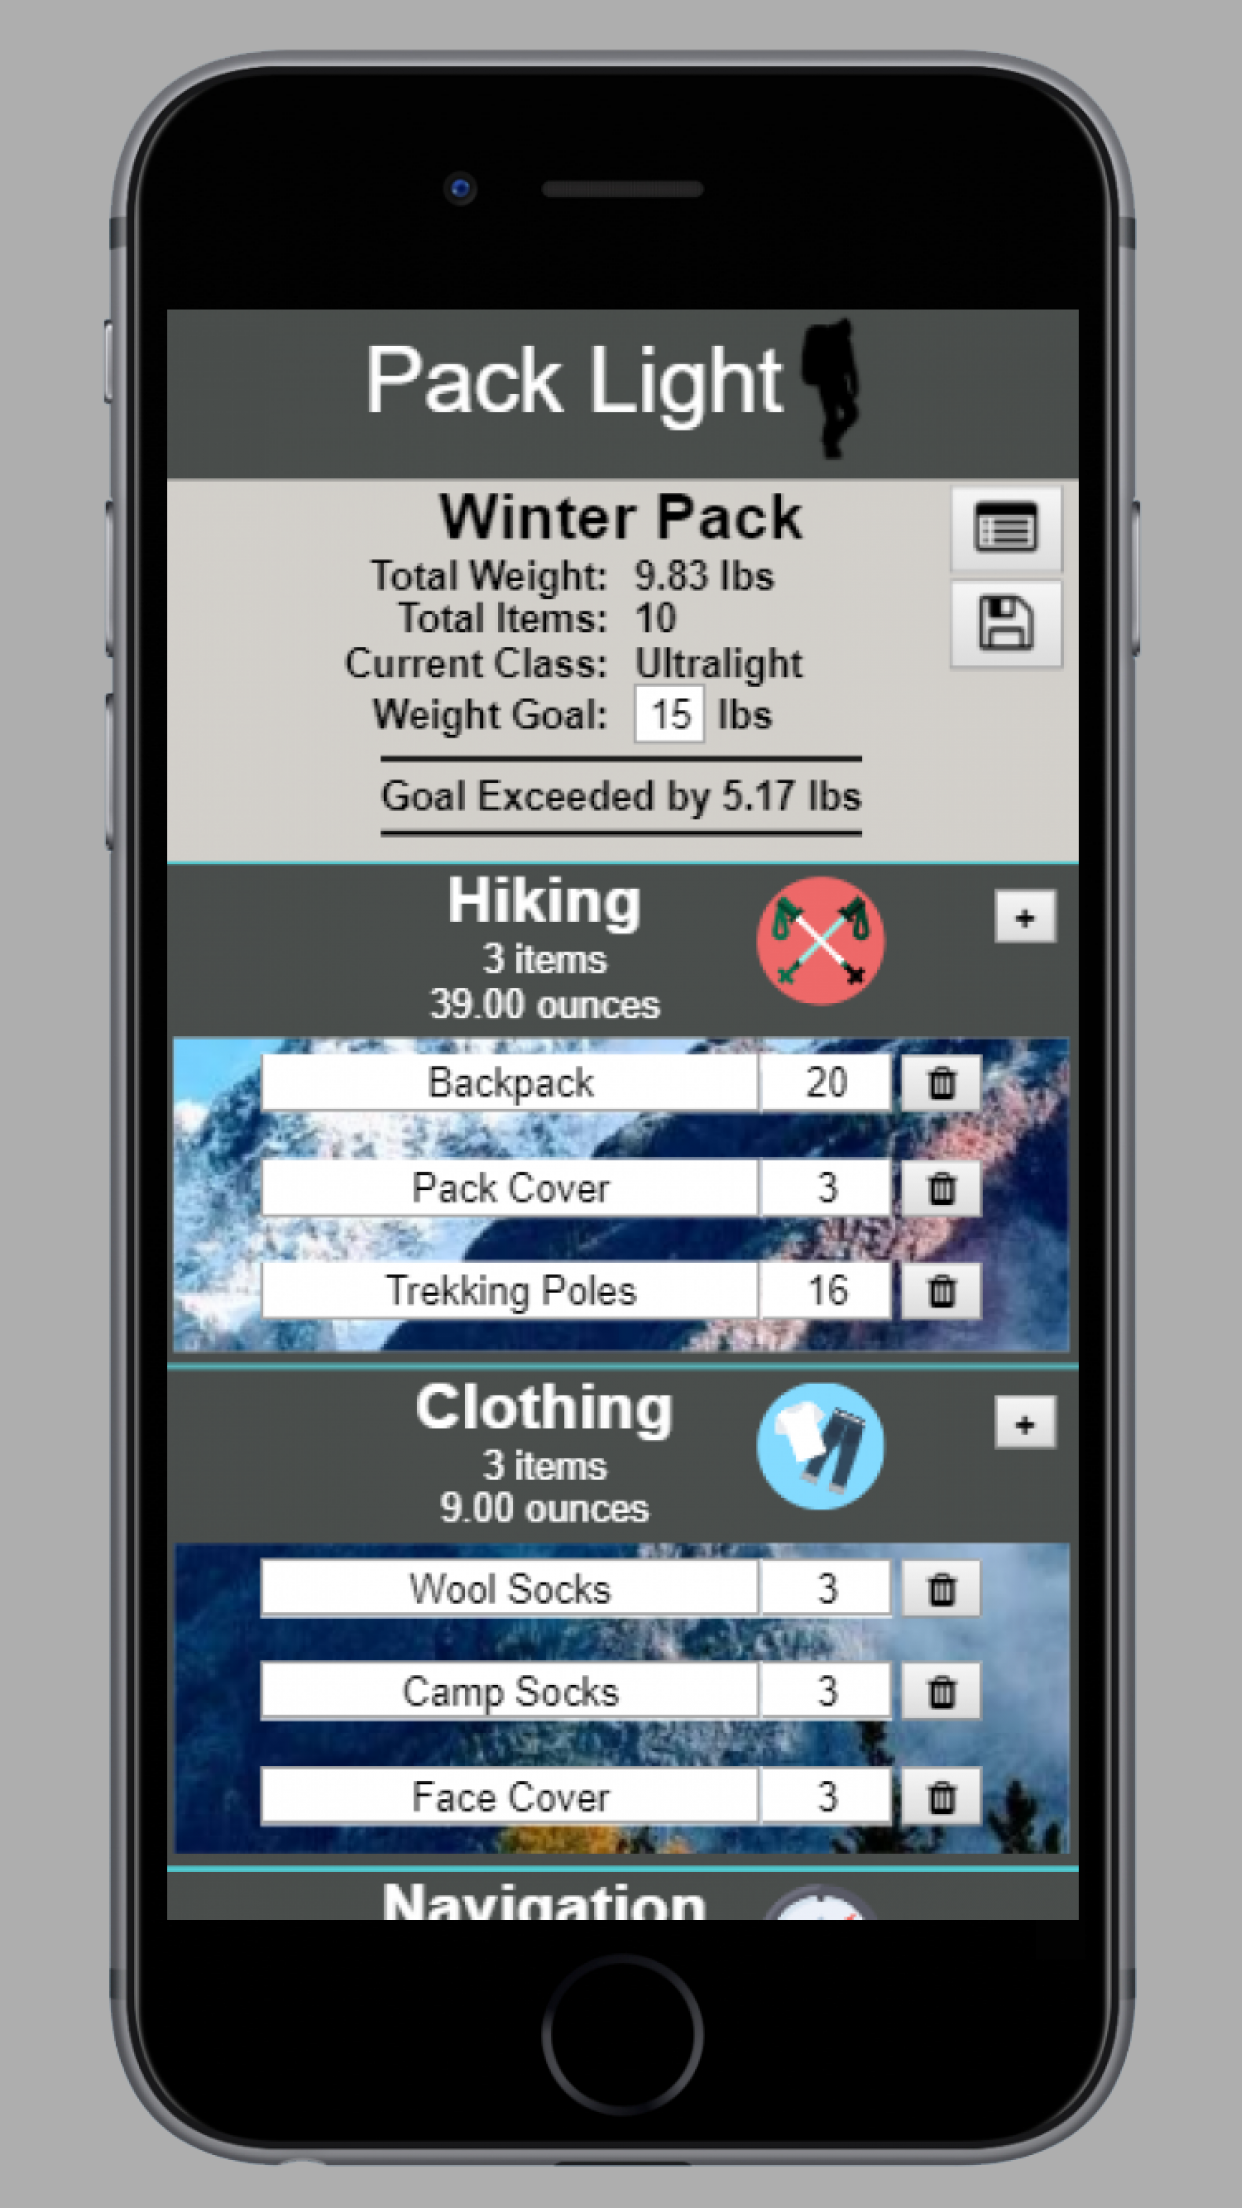 Pack Light
Winter Pack
Total Weight: 9.83 lbs
Total Items: 10
Current Class: Ultralight
Weight Goal: 15 lbs
Goal Exceeded by 5.17 lbs
Hiking
3 items
39.00 ounces
+
Backpack 20
Pack Cover 3
Trekking Poles 16
Clothing
3 items
9.00 ounces
+
Wool Socks 3
Camp Socks 3
Face Cover 3
Navigation